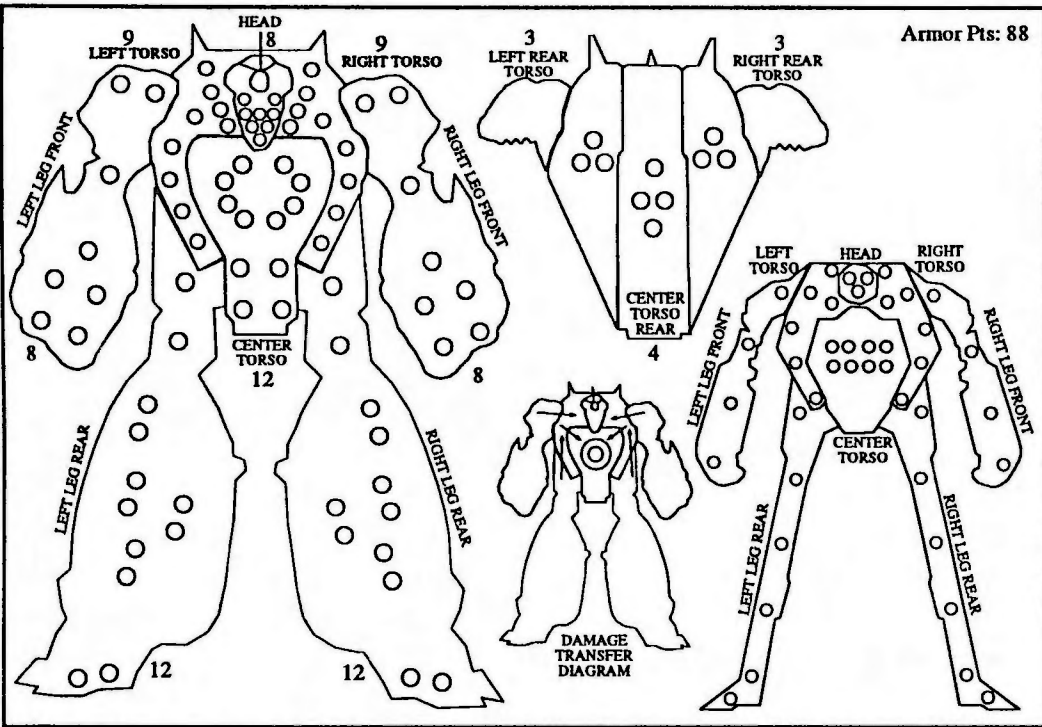 HEAD
8
9
LEFT TORSO
9
RIGHT TORSO
LEFT LEG FRONT
RIGHT LEG FRONT
8
8
CENTER
TORSO
12
LEFT LEG REAR
RIGHT LEG REAR
12
12
3
LEFT REAR
TORSO
3
RIGHT REAR
TORSO
CENTER
TORSO
REAR
4
Armor Pts: 88
LEFT
TORSO
HEAD
RIGHT
TORSO
LEFT LEG FRONT
RIGHT LEG FRONT
CENTER
TORSO
LEFT LEG REAR
RIGHT LEG REAR
DAMAGE
TRANSFER
DIAGRAM